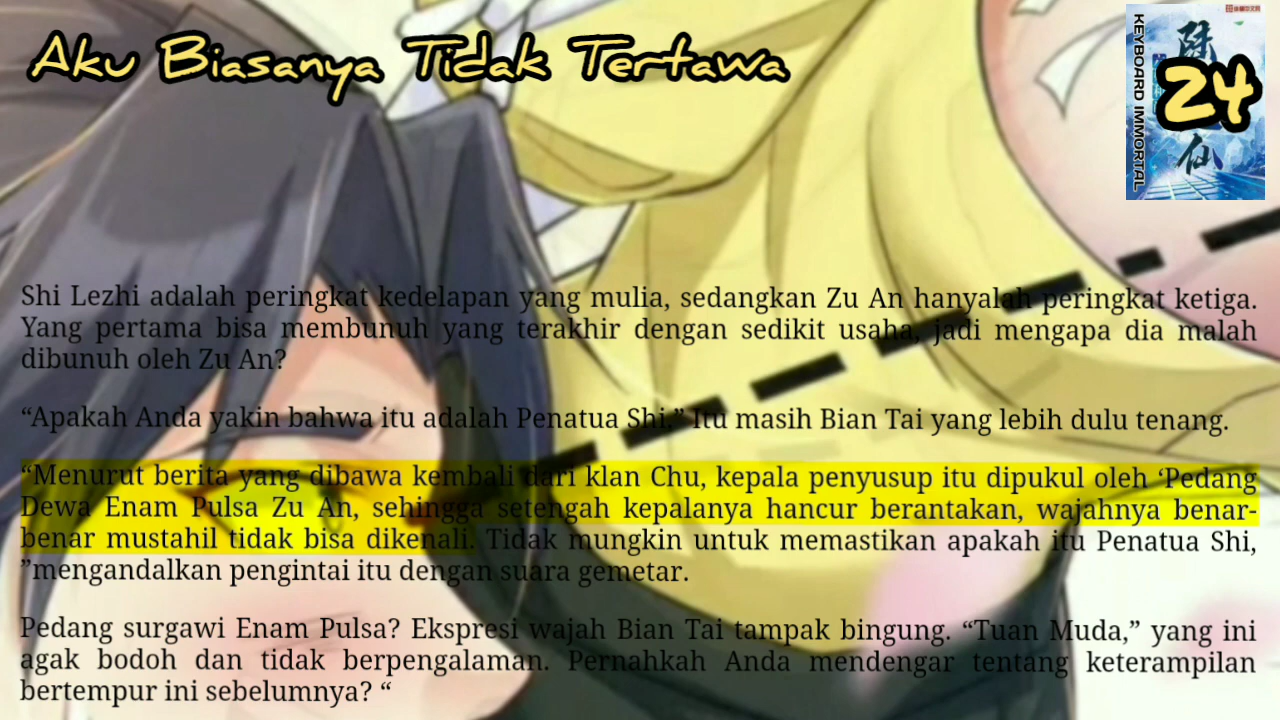 Aku Biasanya Tidak Tertawa
KEYBOARD IMMORTAL
24
仙
Shi Lezhi adalah peringkat kedelapan yang mulia, sedangkan Zu An hanyalah peringkat ketiga.
Yang pertama bisa membunuh yang terakhir dengan sedikit usaha, jadi mengapa dia malah
dibunuh oleh Zu An?
“Apakah Anda yakin bahwa itu adalah Penatua Shi.” Itu masih Bian Tai yang lebih dulu tenang.
“Menurut berita yang dibawa kembali dari klan Chu, kepala penyusup itu dipukul oleh ‘Pedang
Dewa Enam Pulsa Zu An, sehingga setengah kepalanya hancur berantakan, wajahnya benar-
benar mustahil tidak bisa dikenali. Tidak mungkin untuk memastikan apakah itu Penatua Shi,
”mengandalkan pengintai itu dengan suara gemetar.
Pedang surgawi Enam Pulsa? Ekspresi wajah Bian Tai tampak bingung. “Tuan Muda,” yang ini
agak bodoh dan tidak berpengalaman. Pernahkah Anda mendengar tentang keterampilan
bertempur ini sebelumnya? “